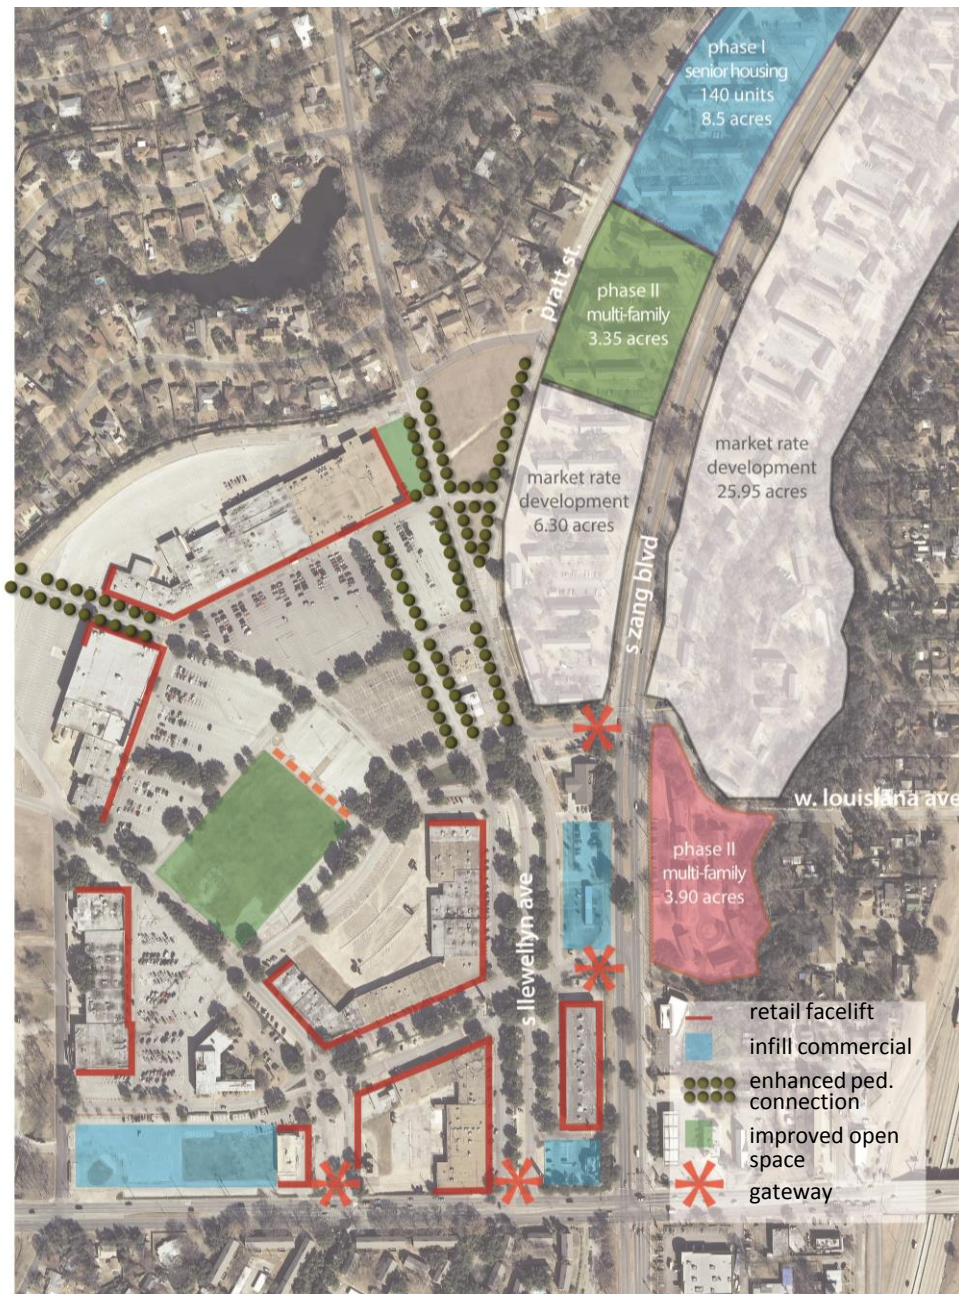 phase I
senior housing
140 units
8.5 acres
pratt st.
phase II
multi-family
3.35 acres
market rate
development
25.95 acres
market rate
development
6.30 acres
s zang blvd
w. louisiana ave
phase II
multi-family
3.90 acres
s llewellyn ave
retail facelift
infill commercial
enhanced ped.
connection
improved open
space
gateway